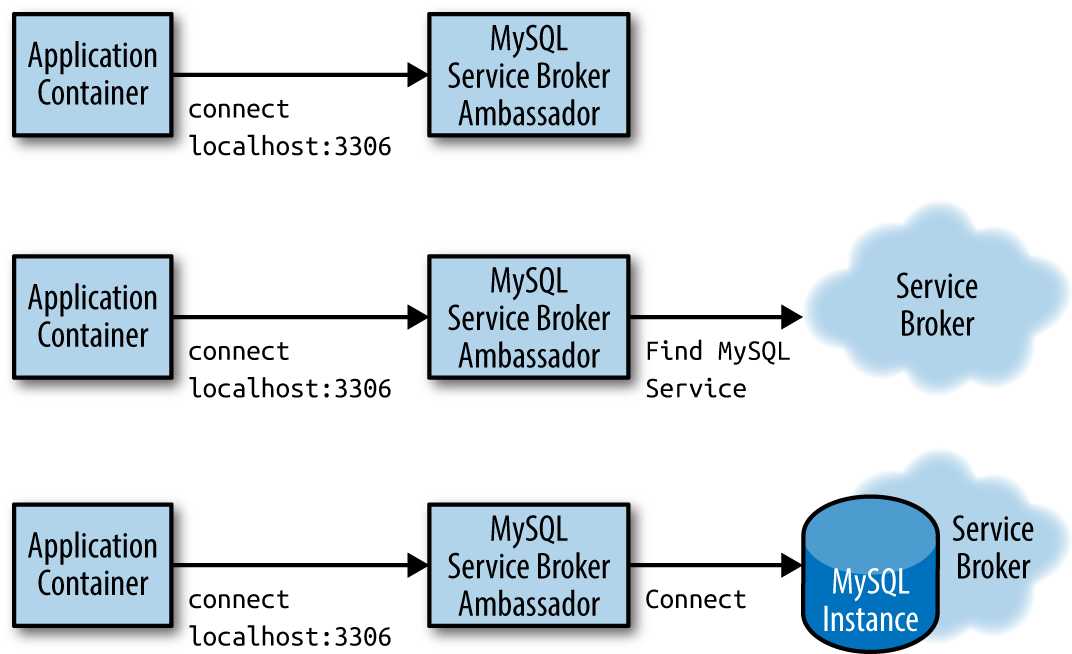 Application
Container
connect
localhost:3306
MySQL
Service Broker
Ambassador
Application
Container
connect
localhost:3306
MySQL
Service Broker
Ambassador
Find MySQL
Service
Service
Broker
Application
Container
connect
localhost:3306
MySQL
Service Broker
Ambassador
Connect
MySQL
Instance
Service
Broker